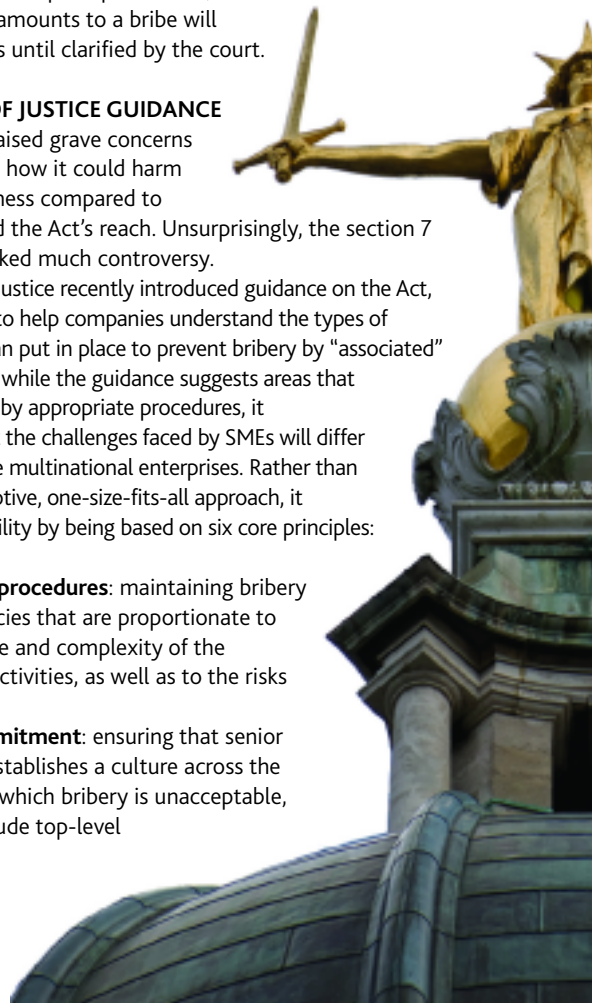 amounts to a bribe will
s until clarified by the court.
OF JUSTICE GUIDANCE
aised grave concerns
how it could harm
ness compared to
d the Act's reach. Unsurprisingly, the section 7
ked much controversy.
ustice recently introduced guidance on the Act,
to help companies understand the types of
an put in place to prevent bribery by “associated”
while the guidance suggests areas that
by appropriate procedures, it
the challenges faced by SMEs will differ
e multinational enterprises. Rather than
ptive, one-size-fits-all approach, it
ility by being based on six core principles:
procedures: maintaining bribery
cies that are proportionate to
e and complexity of the
ctivities, as well as to the risks
mitment: ensuring that senior
stablishes a culture across the
which bribery is unacceptable,
ude top-level